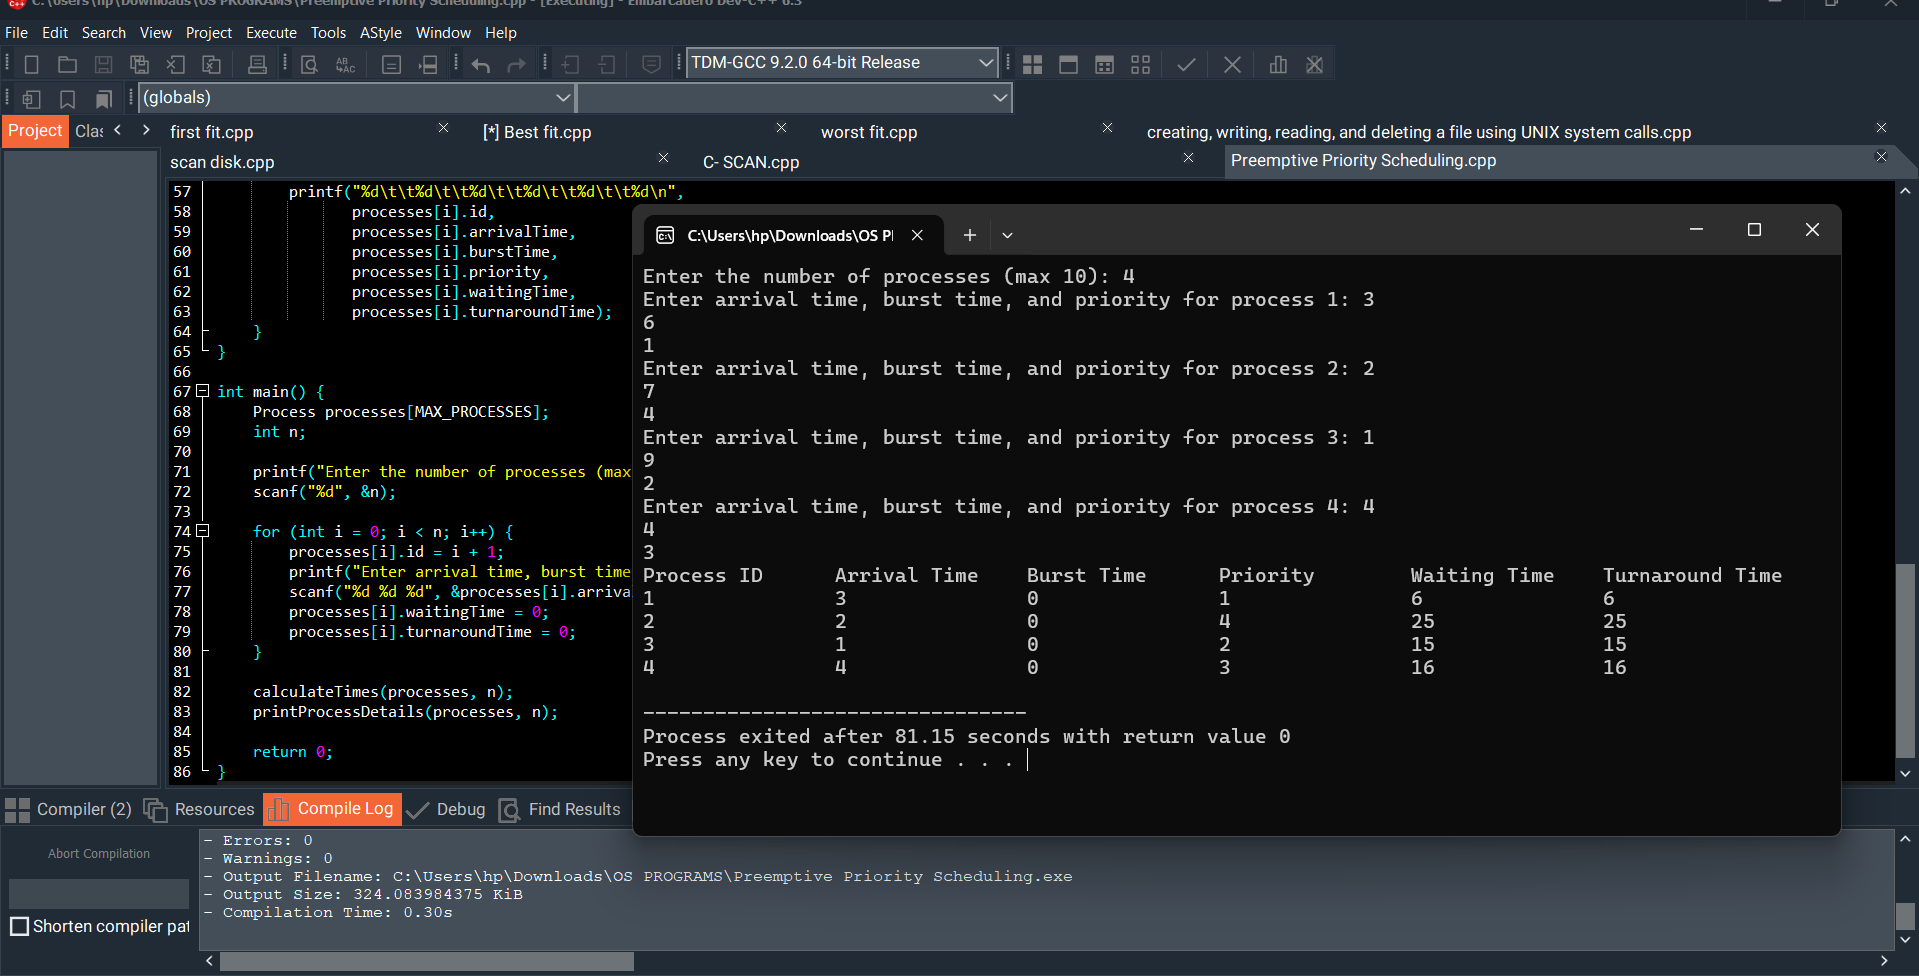 C:\Users\hp\Downloads\OS PROGRAMS\Preemptive Priority Scheduling.cpp - [Executing] - Embarcadero Dev-C++ 6.3
File Edit Search View Project Execute Tools AStyle Window Help
TDM-GCC 9.2.0 64-bit Release
(globals)
Project Clas
first fit.cpp [*] Best fit.cpp worst fit.cpp creating, writing, reading, and deleting a file using UNIX system calls.cpp
scan disk.cpp C- SCAN.cpp Preemptive Priority Scheduling.cpp
57 printf("%d\t\t%d\t\t%d\t\t%d\t\t%d\t\t%d\n",
58 processes[i].id,
59 processes[i].arrivalTime,
60 processes[i].burstTime,
61 processes[i].priority,
62 processes[i].waitingTime,
63 processes[i].turnaroundTime);
64 }
65 }
66
67 int main() {
68 Process processes[MAX_PROCESSES];
69 int n;
70
71 printf("Enter the number of processes (max
72 scanf("%d", &n);
73
74 for (int i = 0; i < n; i++) {
75 processes[i].id = i + 1;
76 printf("Enter arrival time, burst time
77 scanf("%d %d %d", &processes[i].arriva
78 processes[i].waitingTime = 0;
79 processes[i].turnaroundTime = 0;
80 }
81
82 calculateTimes(processes, n);
83 printProcessDetails(processes, n);
84
85 return 0;
86 }
C:\Users\hp\Downloads\OS P
Enter the number of processes (max 10): 4
Enter arrival time, burst time, and priority for process 1: 3
6
1
Enter arrival time, burst time, and priority for process 2: 2
7
4
Enter arrival time, burst time, and priority for process 3: 1
9
2
Enter arrival time, burst time, and priority for process 4: 4
4
3
Process ID Arrival Time Burst Time Priority Waiting Time Turnaround Time
1 3 0 1 6 6
2 2 0 4 25 25
3 1 0 2 15 15
4 4 0 3 16 16
--------------------------------
Process exited after 81.15 seconds with return value 0
Press any key to continue . . .
Compiler (2) Resources Compile Log Debug Find Results
Abort Compilation
Shorten compiler pat
- Errors: 0
- Warnings: 0
- Output Filename: C:\Users\hp\Downloads\OS PROGRAMS\Preemptive Priority Scheduling.exe
- Output Size: 324.083984375 KiB
- Compilation Time: 0.30s